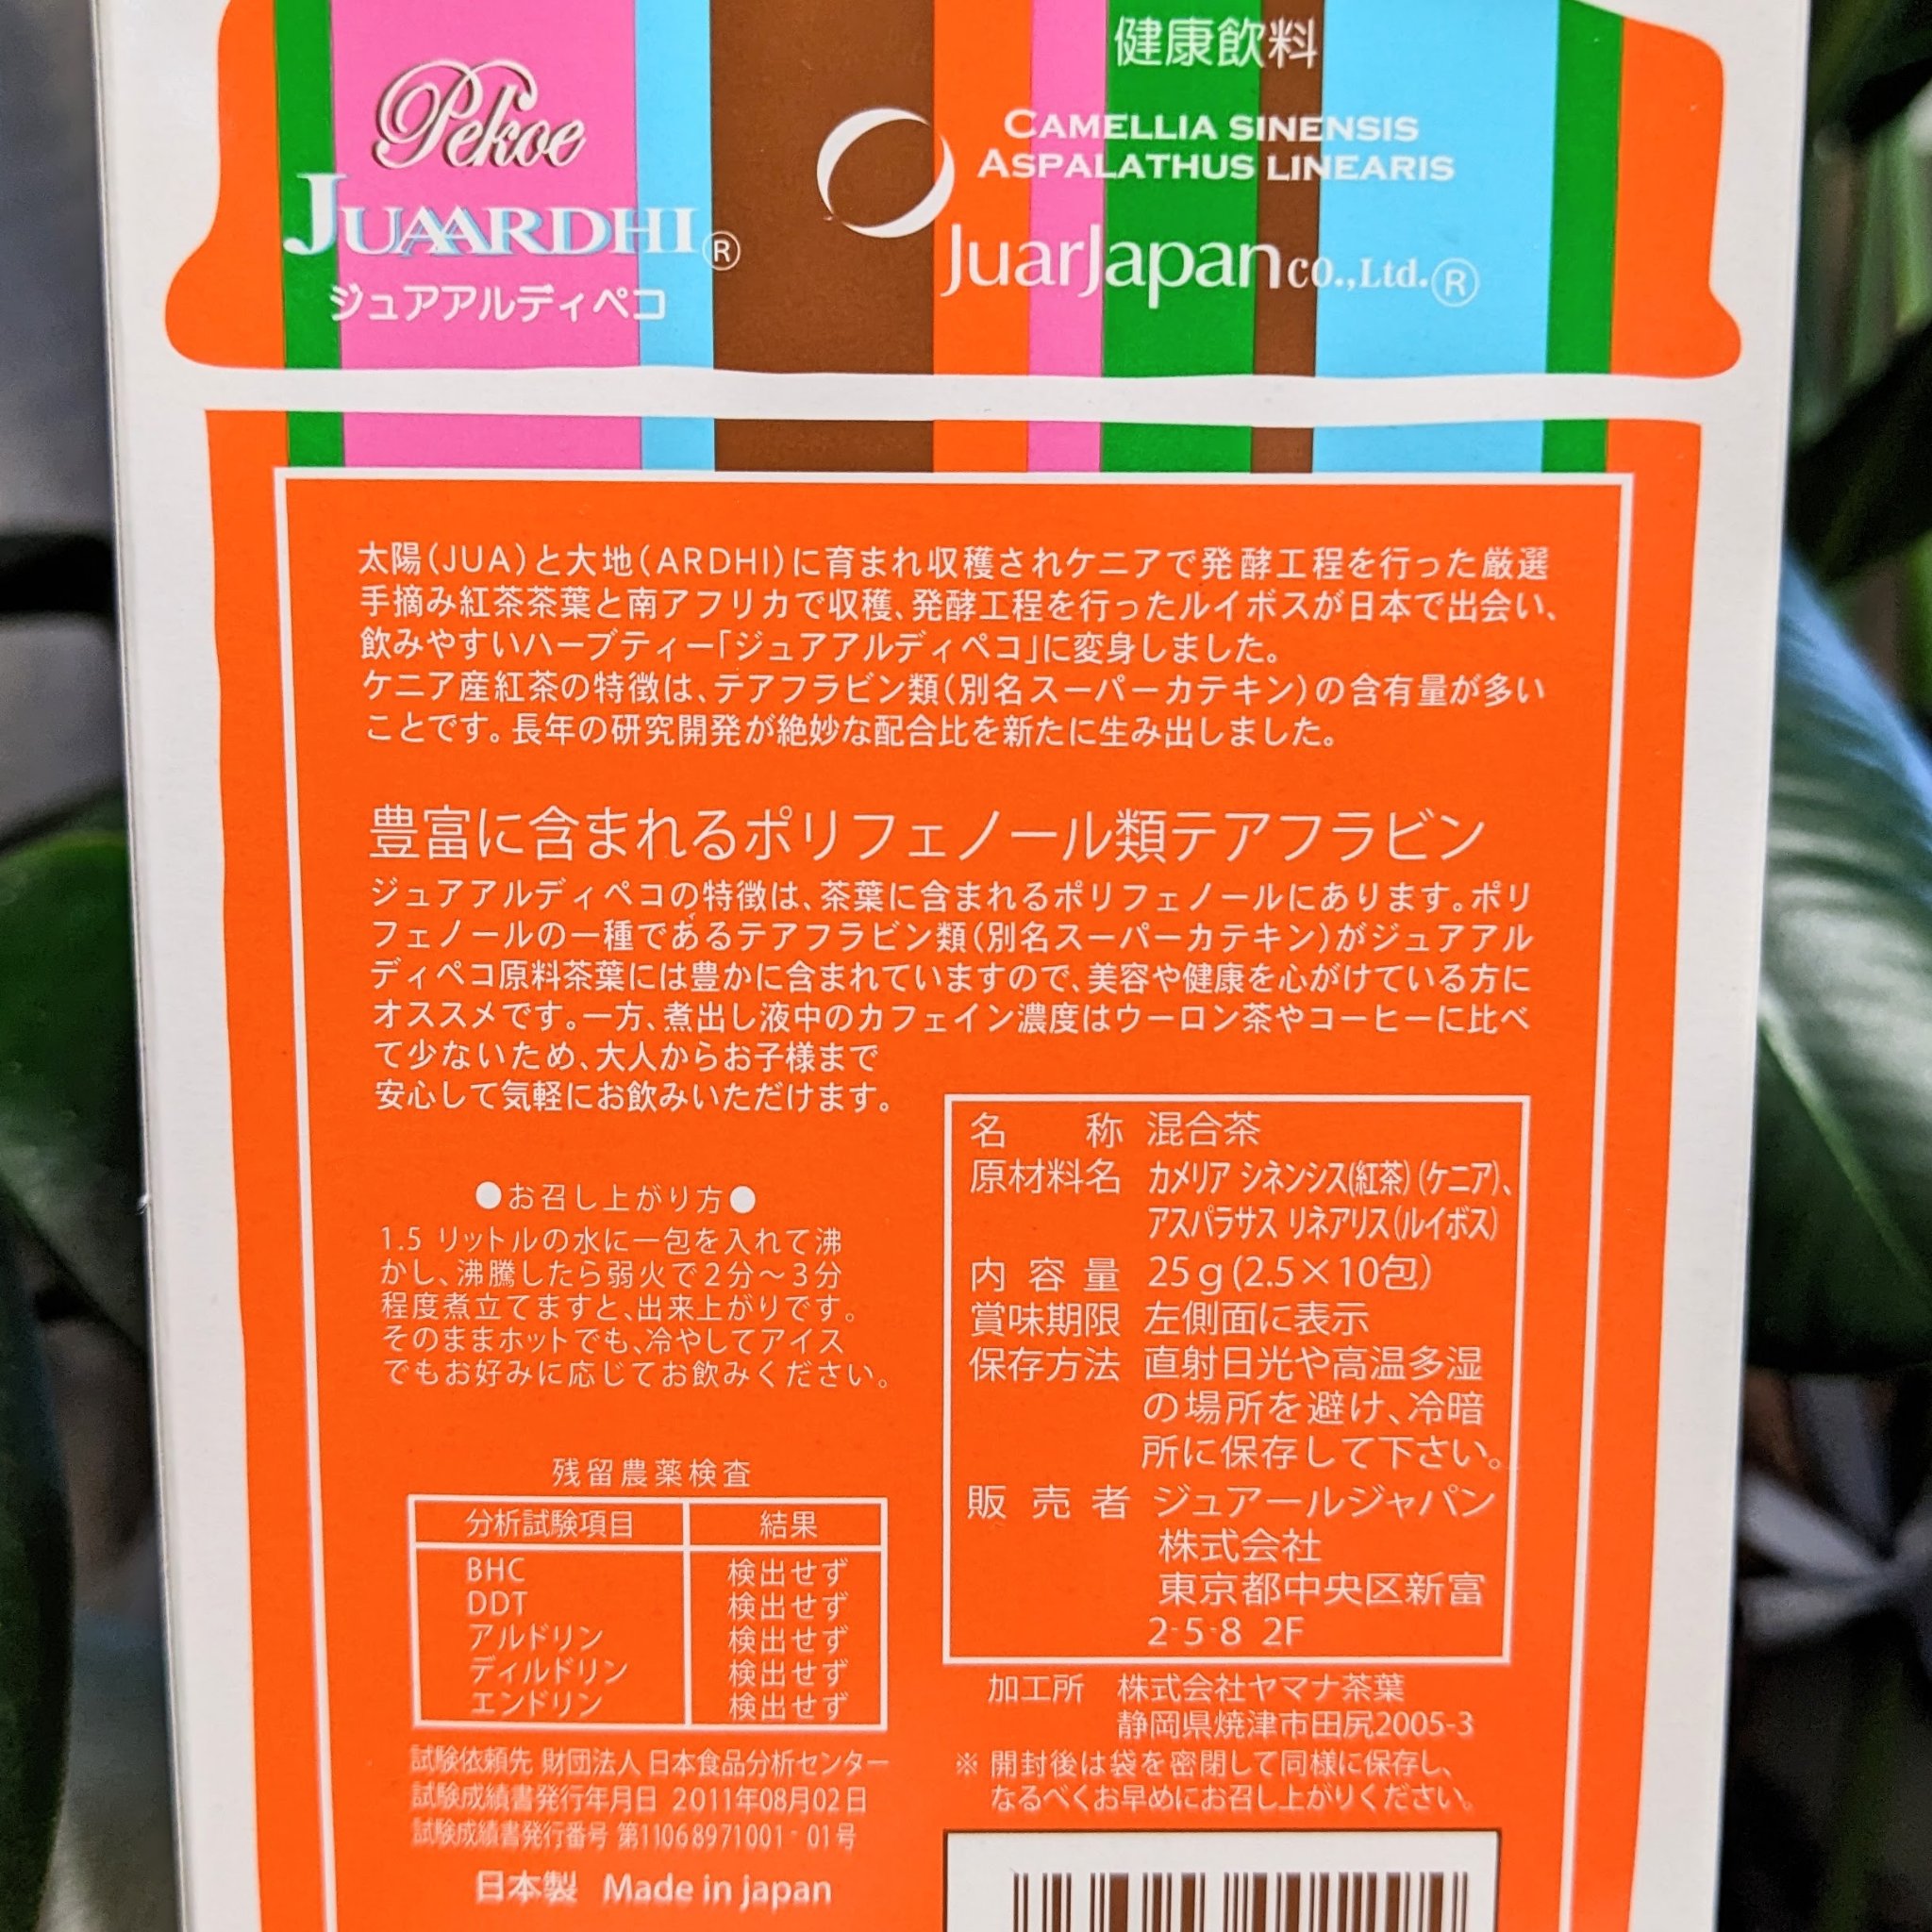 健康飲料
Pekoe
JUAARDHI®
ジュアアルディペコ
CAMELLIA SINENSIS
ASPALATHUS LINEARIS
JuarJapan CO.,Ltd.®
太陽(JUA)と大地(ARDHI)に育まれ収穫されケニアで発酵工程を行った厳選
手摘み紅茶茶葉と南アフリカで収穫、発酵工程を行ったルイボスが日本で出会い、
飲みやすいハーブティー「ジュアアルディペコ」に変身しました。
ケニア産紅茶の特徴は、テアフラビン類(別名スーパーカテキン)の含有量が多い
ことです。長年の研究開発が絶妙な配合比を新たに生み出しました。
豊富に含まれるポリフェノール類テアフラビン
ジュアアルディペコの特徴は、茶葉に含まれるポリフェノールにあります。ポリ
フェノールの一種であるテアフラビン類(別名スーパーカテキン)がジュアアル
ディペコ原料茶葉には豊かに含まれていますので、美容や健康を心がけている方に
オススメです。一方、煮出し液中のカフェイン濃度はウーロン茶やコーヒーに比べ
て少ないため、大人からお子様まで
安心して気軽にお飲みいただけます。
●お召し上がり方●
1.5 リットルの水に一包を入れて沸
かし、沸騰したら弱火で2分～3分
程度煮立てますと、出来上がりです。
そのままホットでも、冷やしてアイス
でもお好みに応じてお飲みください。
残留農薬検査
分析試験項目 結果
BHC 検出せず
DDT 検出せず
アルドリン 検出せず
ディルドリン 検出せず
エンドリン 検出せず
試験依頼先 財団法人 日本食品分析センター
試験成績書発行年月日 2011年08月02日
試験成績書発行番号 第11068971001-01号
日本製 Made in japan
名称 混合茶
原材料名 カメリア シネンシス(紅茶)(ケニア)、
アスパラサス リネアリス(ルイボス)
内容量 25g(2.5×10包)
賞味期限 左側面に表示
保存方法 直射日光や高温多湿
の場所を避け、冷暗
所に保存して下さい。
販売者 ジュアールジャパン
株式会社
東京都中央区新富
2-5-8 2F
加工所 株式会社ヤマナ茶葉
静岡県焼津市田尻2005-3
※ 開封後は袋を密閉して同様に保存し、
なるべくお早めにお召し上がりください。